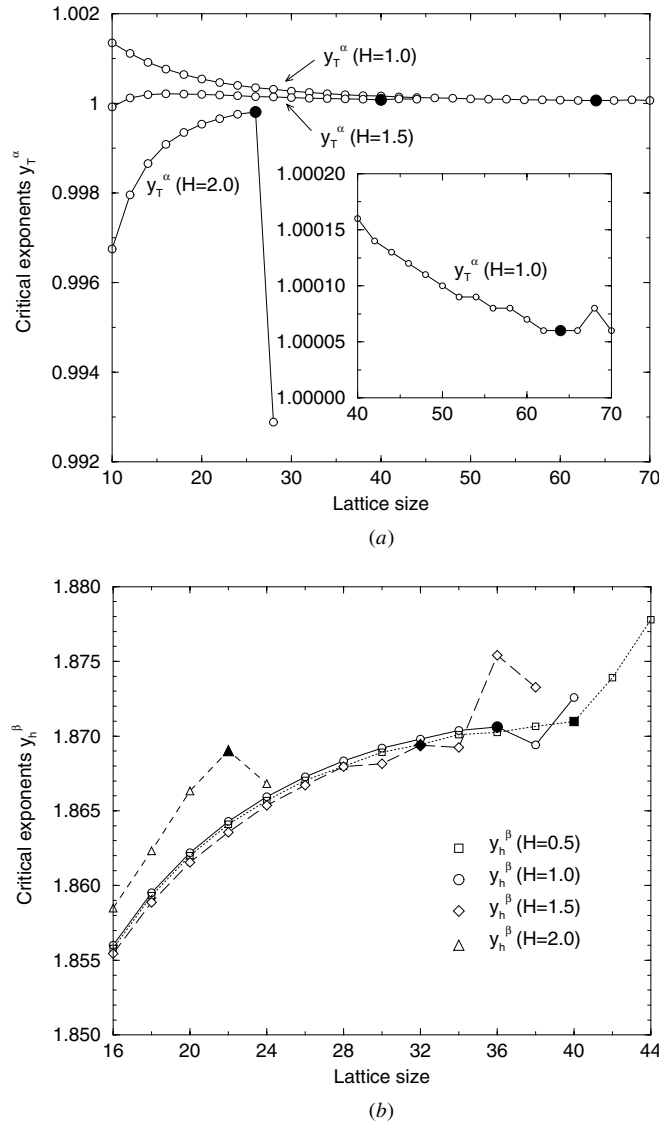 1.002
1
0.998
0.996
0.994
0.992
Critical exponents y_T^α
y_T^α (H=1.0)
y_T^α (H=1.5)
y_T^α (H=2.0)
1.00020
1.00015
1.00010
1.00005
1.00000
y_T^α (H=1.0)
40 50 60 70
10 20 30 40 50 60 70
Lattice size
(a)
1.880
1.875
1.870
1.865
1.860
1.855
1.850
Critical exponents y_h^β
y_h^β (H=0.5)
y_h^β (H=1.0)
y_h^β (H=1.5)
y_h^β (H=2.0)
16 20 24 28 32 36 40 44
Lattice size
(b)